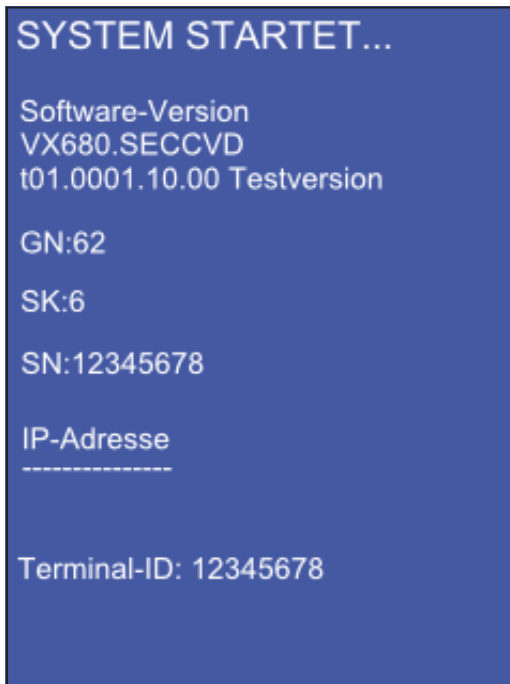 SYSTEM STARTET...
Software-Version
VX680.SECCVD
t01.0001.10.00 Testversion
GN:62
SK:6
SN:12345678
IP-Adresse
---------------
Terminal-ID: 12345678